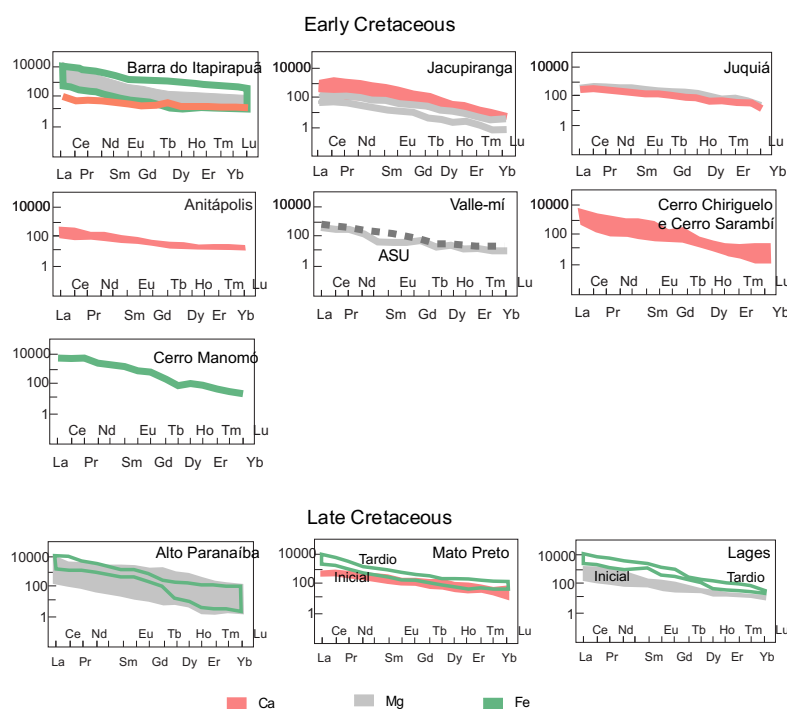 Early Cretaceous
Barra do Itapirapuã
10000
100
1
Ce Nd Eu Tb Ho Tm Lu
La Pr Sm Gd Dy Er Yb
Jacupiranga
10000
100
1
Ce Nd Eu Tb Ho Tm Lu
La Pr Sm Gd Dy Er Yb
Juquiá
10000
100
1
Ce Nd Eu Tb Ho Tm Lu
La Pr Sm Gd Dy Er Yb
Anitápolis
10000
100
1
Ce Nd Eu Tb Ho Tm Lu
La Pr Sm Gd Dy Er Yb
Valle-mí
ASU
10000
100
1
Ce Nd Eu Tb Ho Tm Lu
La Pr Sm Gd Dy Er Yb
Cerro Chiriguelo
e Cerro Sarambí
10000
100
1
Ce Nd Eu Tb Ho Tm Lu
La Pr Sm Gd Dy Er Yb
Cerro Manomó
10000
100
1
Ce Nd Eu Tb Ho Tm Lu
La Pr Sm Gd Dy Er Yb
Late Cretaceous
Alto Paranaíba
10000
100
1
Ce Nd Eu Tb Ho Tm Lu
La Pr Sm Gd Dy Er Yb
Mato Preto
Tardio
Inicial
10000
100
1
Ce Nd Eu Tb Ho Tm Lu
La Pr Sm Gd Dy Er Yb
Lages
Inicial Tardio
10000
100
1
Ce Nd Eu Tb Ho Tm Lu
La Pr Sm Gd Dy Er Yb
Ca Mg Fe